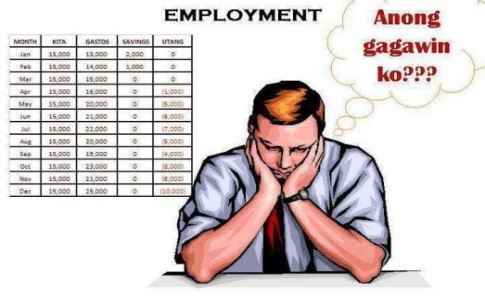 EMPLOYMENT
Anong
gagawin
ko???
MONTH KITA GASTOS SAVINGS UTANG
Jan 15,000 13,000 2,000 0
Feb 15,000 14,000 1,000 0
Mar 15,000 15,000 0 0
Apr 15,000 16,000 0 (1,000)
May 15,000 20,000 0 (5,000)
Jun 15,000 21,000 0 (6,000)
Jul 15,000 22,000 0 (7,000)
Aug 15,000 20,000 0 (5,000)
Sep 15,000 19,000 0 (4,000)
Oct 15,000 23,000 0 (8,000)
Nov 15,000 21,000 0 (6,000)
Dec 15,000 25,000 0 (10,000)